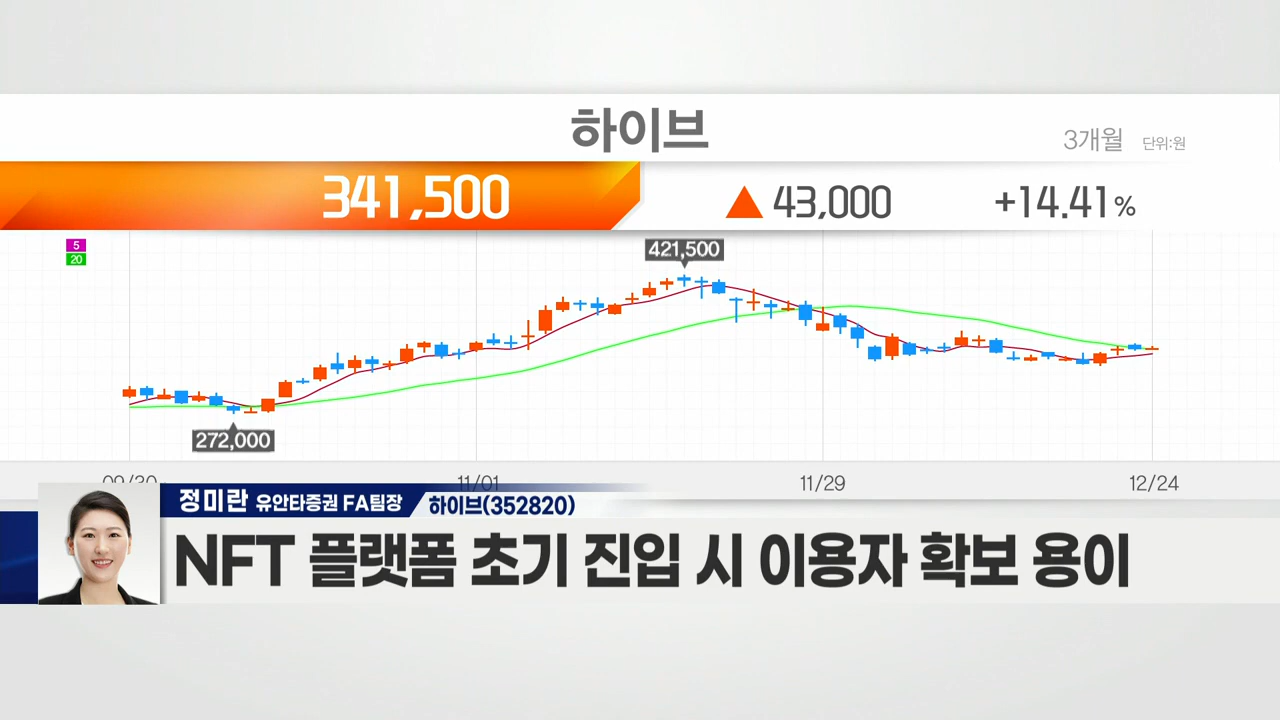 하이브
3개월 단위:원
341,500 ▲ 43,000 +14.41%
5
20
421,500
272,000
09/30 11/01 11/29 12/24
정미란 유안타증권 FA팀장 하이브(352820)
NFT 플랫폼 초기 진입 시 이용자 확보 용이